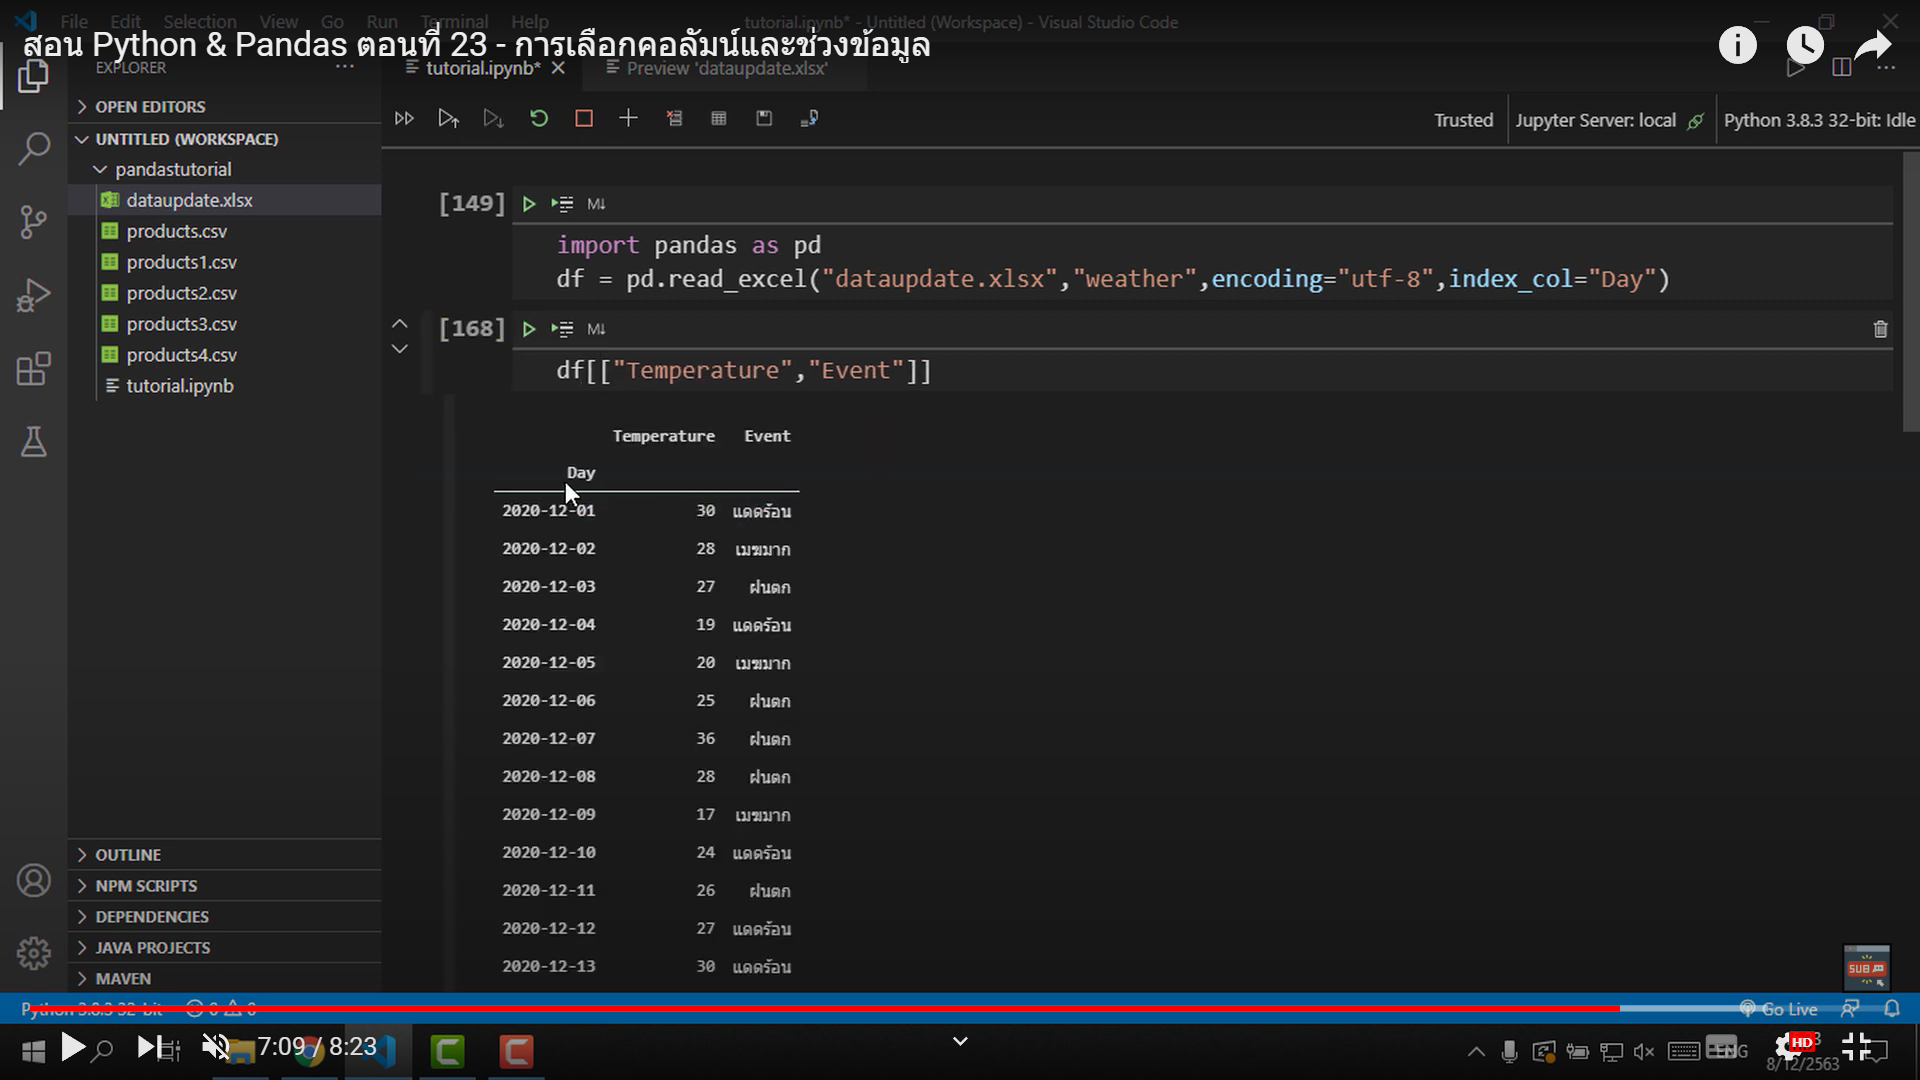 File Edit Selection View Go Run Terminal Help
tutorial.ipynb* - Untitled (Workspace) - Visual Studio Code
สอน Python & Pandas ตอนที่ 23 - การเลือกคอลัมน์และช่วงข้อมูล
EXPLORER
tutorial.ipynb*
Preview 'dataupdate.xlsx'
OPEN EDITORS
UNTITLED (WORKSPACE)
pandastutorial
dataupdate.xlsx
products.csv
products1.csv
products2.csv
products3.csv
products4.csv
tutorial.ipynb
OUTLINE
NPM SCRIPTS
DEPENDENCIES
JAVA PROJECTS
MAVEN
Trusted
Jupyter Server: local
Python 3.8.3 32-bit: Idle
[149] M↓
import pandas as pd
df = pd.read_excel("dataupdate.xlsx","weather",encoding="utf-8",index_col="Day")
[168] M↓
df[["Temperature","Event"]]
Temperature Event
Day
2020-12-01 30 แดดร้อน
2020-12-02 28 เมฆมาก
2020-12-03 27 ฝนตก
2020-12-04 19 แดดร้อน
2020-12-05 20 เมฆมาก
2020-12-06 25 ฝนตก
2020-12-07 36 ฝนตก
2020-12-08 28 ฝนตก
2020-12-09 17 เมฆมาก
2020-12-10 24 แดดร้อน
2020-12-11 26 ฝนตก
2020-12-12 27 แดดร้อน
2020-12-13 30 แดดร้อน
SUB
Python 3.8.3 32-bit 0 0
Go Live
7:09 / 8:23
ENG
HD
8/12/2563